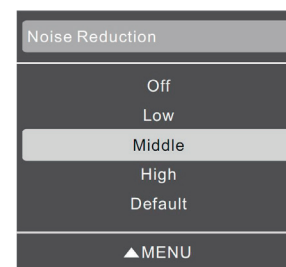 Noise Reduction
Off
Low
Middle
High
Default
▲MENU